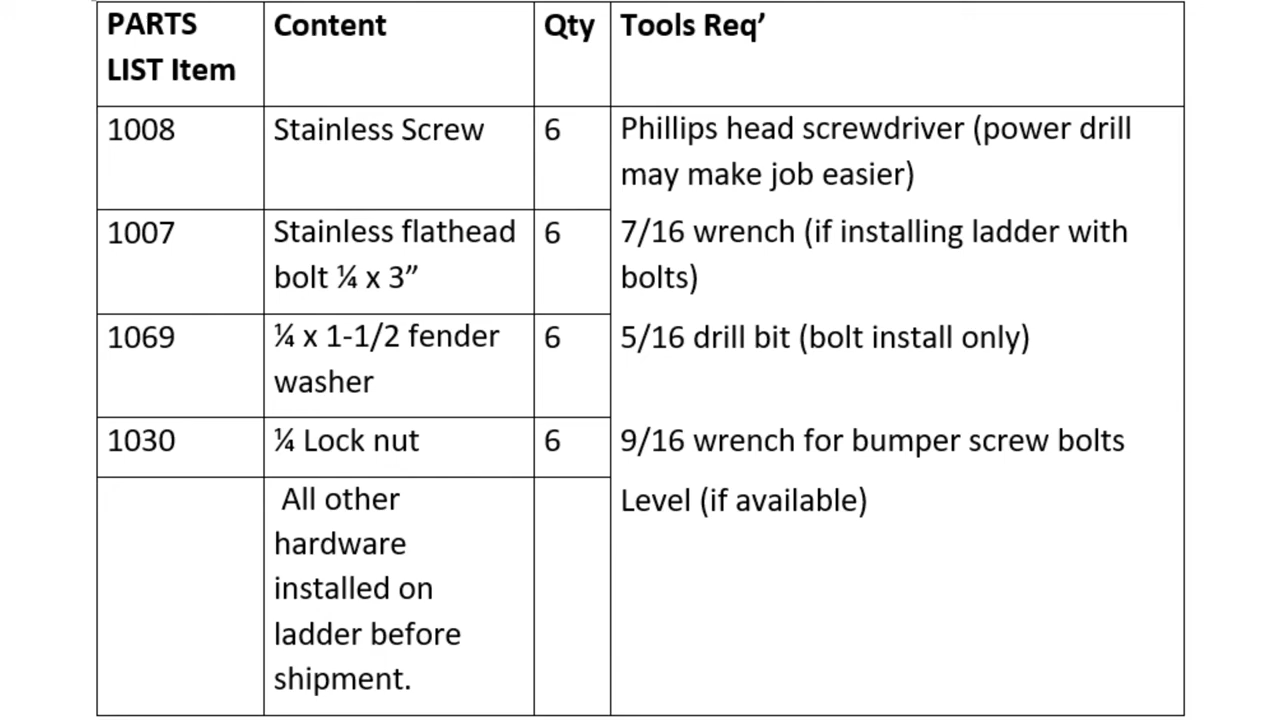 PARTS LIST Item Content Qty Tools Req’
1008 Stainless Screw 6 Phillips head screwdriver (power drill
may make job easier)
1007 Stainless flathead 6 7/16 wrench (if installing ladder with
bolt ¼ x 3” bolts)
1069 ¼ x 1-1/2 fender 6 5/16 drill bit (bolt install only)
washer
1030 ¼ Lock nut 6 9/16 wrench for bumper screw bolts
All other Level (if available)
hardware
installed on
ladder before
shipment.